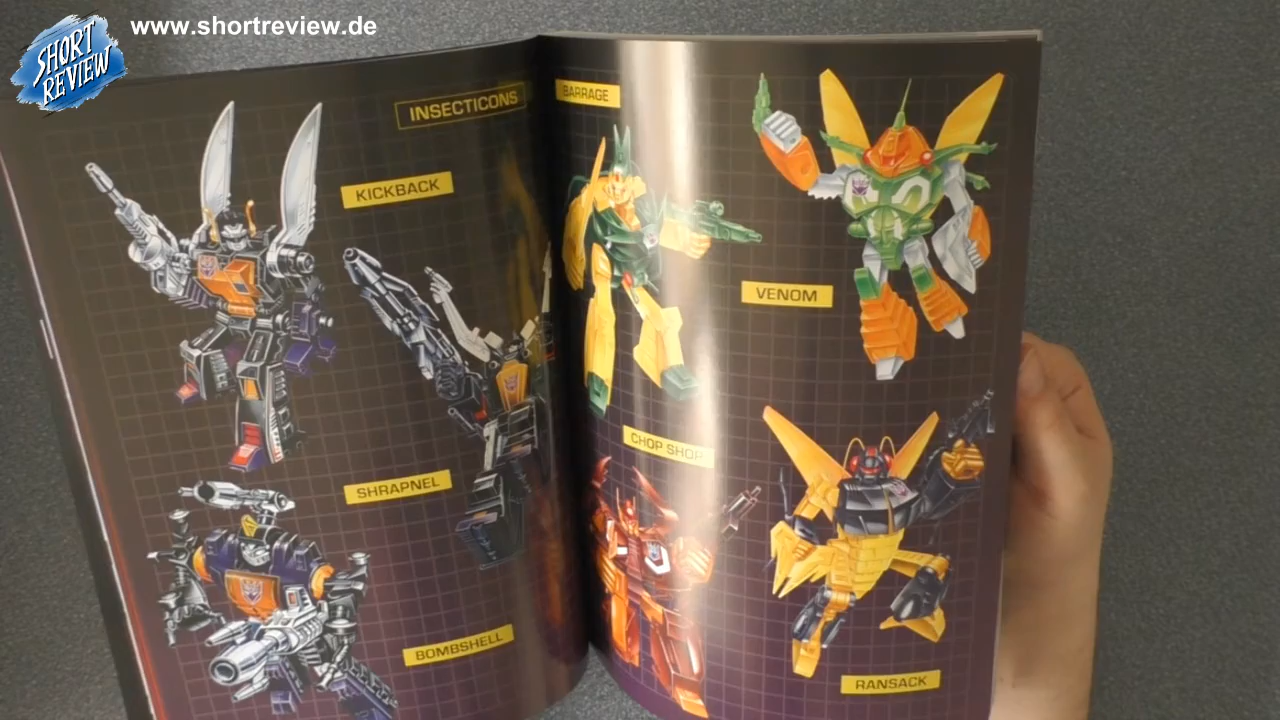 SHORT
REVIEW
www.shortreview.de
INSECTICONS
KICKBACK
SHRAPNEL
BOMBSHELL
BARRAGE
VENOM
CHOP SHOP
RANSACK